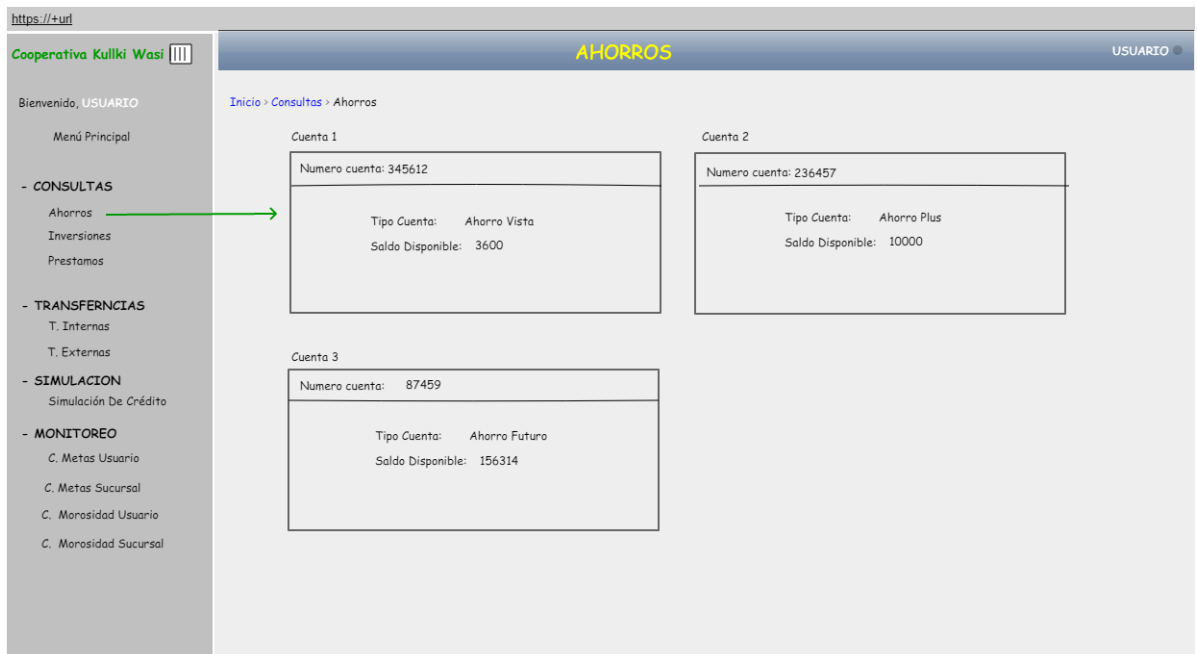 https://+url
Cooperativa Kullki Wasi
AHORROS
USUARIO
Bienvenido, USUARIO
Menú Principal
- CONSULTAS
Ahorros
Inversiones
Prestamos
- TRANSFERNCIAS
T. Internas
T. Externas
- SIMULACION
Simulación De Crédito
- MONITOREO
C. Metas Usuario
C. Metas Sucursal
C. Morosidad Usuario
C. Morosidad Sucursal
Inicio > Consultas > Ahorros
Cuenta 1
Numero cuenta: 345612
Tipo Cuenta: Ahorro Vista
Saldo Disponible: 3600
Cuenta 2
Numero cuenta: 236457
Tipo Cuenta: Ahorro Plus
Saldo Disponible: 10000
Cuenta 3
Numero cuenta: 87459
Tipo Cuenta: Ahorro Futuro
Saldo Disponible: 156314